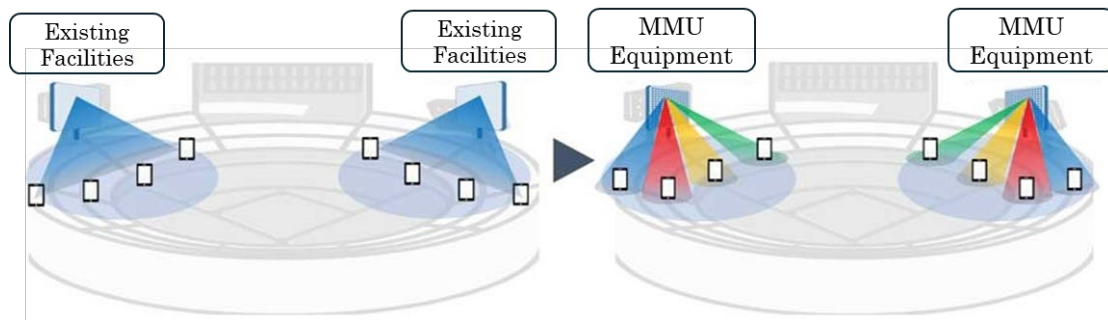 Existing
Facilities
Existing
Facilities
MMU
Equipment
MMU
Equipment